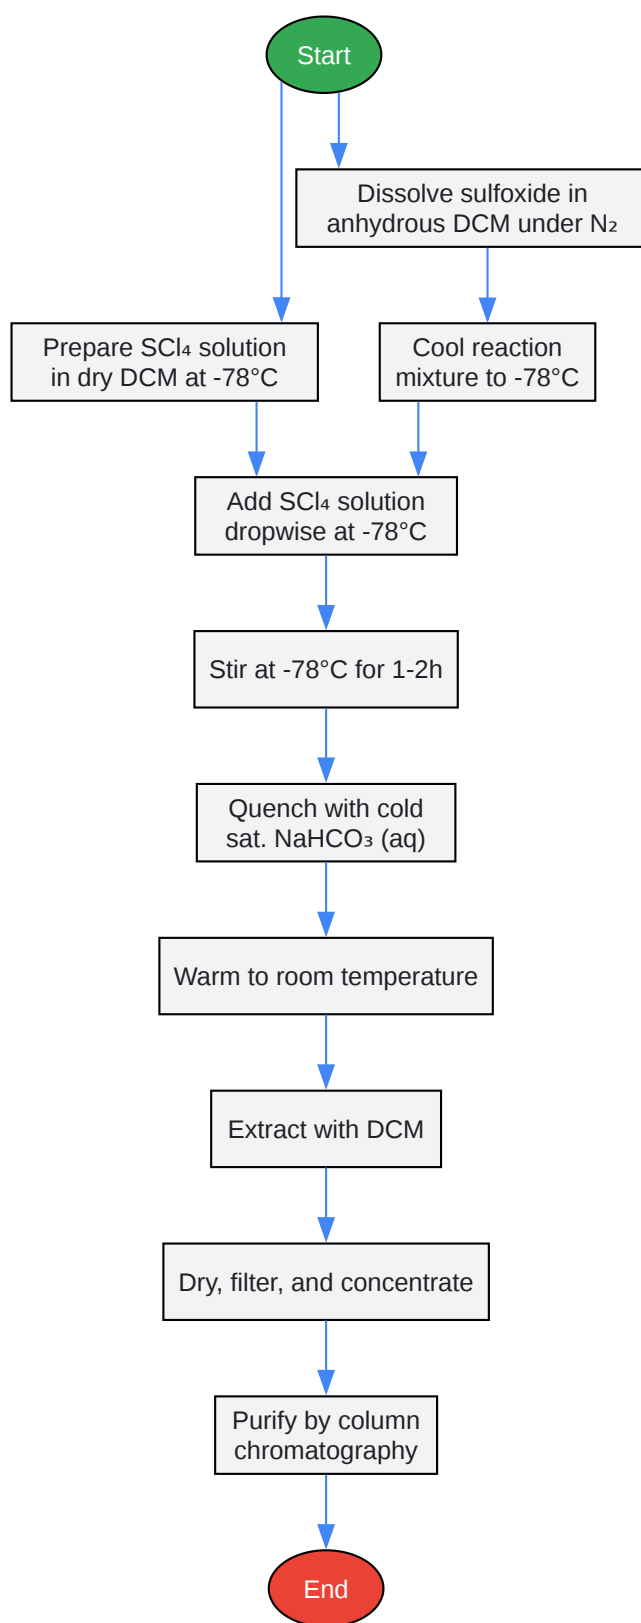 Start
Dissolve sulfoxide in
anhydrous DCM under N₂
Prepare SCl₄ solution
in dry DCM at -78°C
Cool reaction
mixture to -78°C
Add SCl₄ solution
dropwise at -78°C
Stir at -78°C for 1-2h
Quench with cold
sat. NaHCO₃ (aq)
Warm to room temperature
Extract with DCM
Dry, filter, and concentrate
Purify by column
chromatography
End